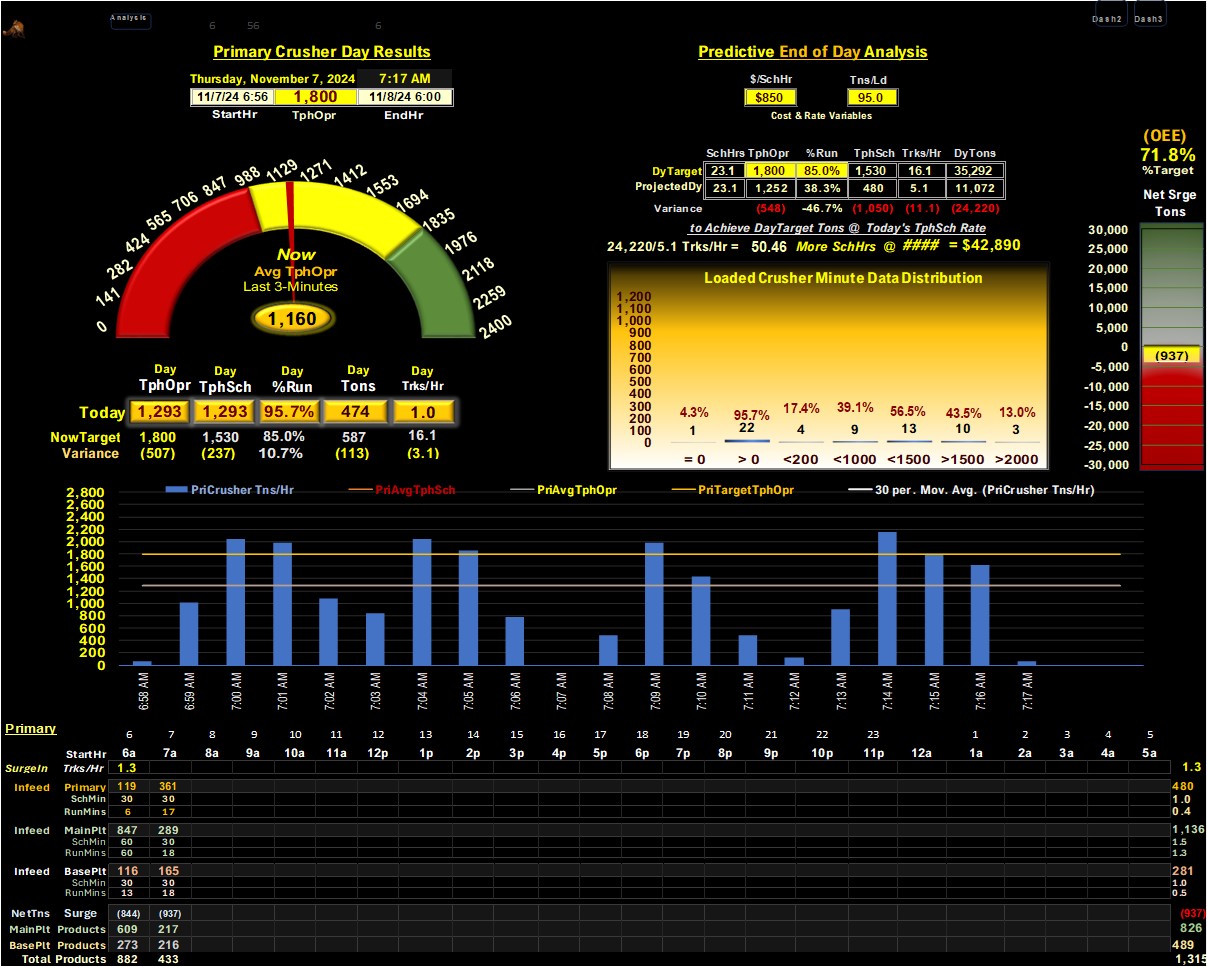 Analysis 6 56 6 Dash2 Dash3
Primary Crusher Day Results
Thursday, November 7, 2024 7:17 AM
11/7/24 6:56 1,800 11/8/24 6:00
StartHr TphOpr EndHr
0 141 282 424 565 706 847 988 1129 1271 1412 1553 1694 1835 1976 2118 2259 2400
Now
Avg TphOpr
Last 3-Minutes
1,160
Day Day Day Day Day
TphOpr TphSch %Run Tons Trks/Hr
Today 1,293 1,293 95.7% 474 1.0
NowTarget 1,800 1,530 85.0% 587 16.1
Variance (507) (237) 10.7% (113) (3.1)
Predictive End of Day Analysis
$/SchHr Tns/Ld
$850 95.0
Cost & Rate Variables
SchHrs TphOpr %Run TphSch Trks/Hr DyTons
DyTarget 23.1 1,800 85.0% 1,530 16.1 35,292
ProjectedDy 23.1 1,252 38.3% 480 5.1 11,072
Variance (548) -46.7% (1,050) (11.1) (24,220)
to Achieve DayTarget Tons @ Today's TphSch Rate
24,220/5.1 Trks/Hr = 50.46 More SchHrs @ #### = $42,890
Loaded Crusher Minute Data Distribution
1,200
1,100
1,000
900
800
700
600
500
400
300
200
100
0
4.3% 95.7% 17.4% 39.1% 56.5% 43.5% 13.0%
1 22 4 9 13 10 3
= 0 > 0 <200 <1000 <1500 >1500 >2000
(OEE)
71.8%
%Target
Net Srge
Tons
30,000
25,000
20,000
15,000
10,000
5,000
0
(937)
-5,000
-10,000
-15,000
-20,000
-25,000
-30,000
PriCrusher Tns/Hr PriAvgTphSch PriAvgTphOpr PriTargetTphOpr 30 per. Mov. Avg. (PriCrusher Tns/Hr)
2,800
2,600
2,400
2,200
2,000
1,800
1,600
1,400
1,200
1,000
800
600
400
200
0
6:58 AM 6:59 AM 7:00 AM 7:01 AM 7:02 AM 7:03 AM 7:04 AM 7:05 AM 7:06 AM 7:07 AM 7:08 AM 7:09 AM 7:10 AM 7:11 AM 7:12 AM 7:13 AM 7:14 AM 7:15 AM 7:16 AM 7:17 AM
Primary
6 7 8 9 10 11 12 13 14 15 16 17 18 19 20 21 22 23 1 2 3 4 5
StartHr 6a 7a 8a 9a 10a 11a 12p 1p 2p 3p 4p 5p 6p 7p 8p 9p 10p 11p 12a 1a 2a 3a 4a 5a
SurgeIn Trks/Hr 1.3 1.3
Infeed Primary 119 361 480
SchMin 30 30 1.0
RunMins 6 17 0.4
Infeed MainPlt 847 289 1,136
SchMin 60 30 1.5
RunMins 60 18 1.3
Infeed BasePlt 116 165 281
SchMin 30 30 1.0
RunMins 13 18 0.5
NetTns Surge (844) (937) (937)
MainPlt Products 609 217 826
BasePlt Products 273 216 489
Total Products 882 433 1,315